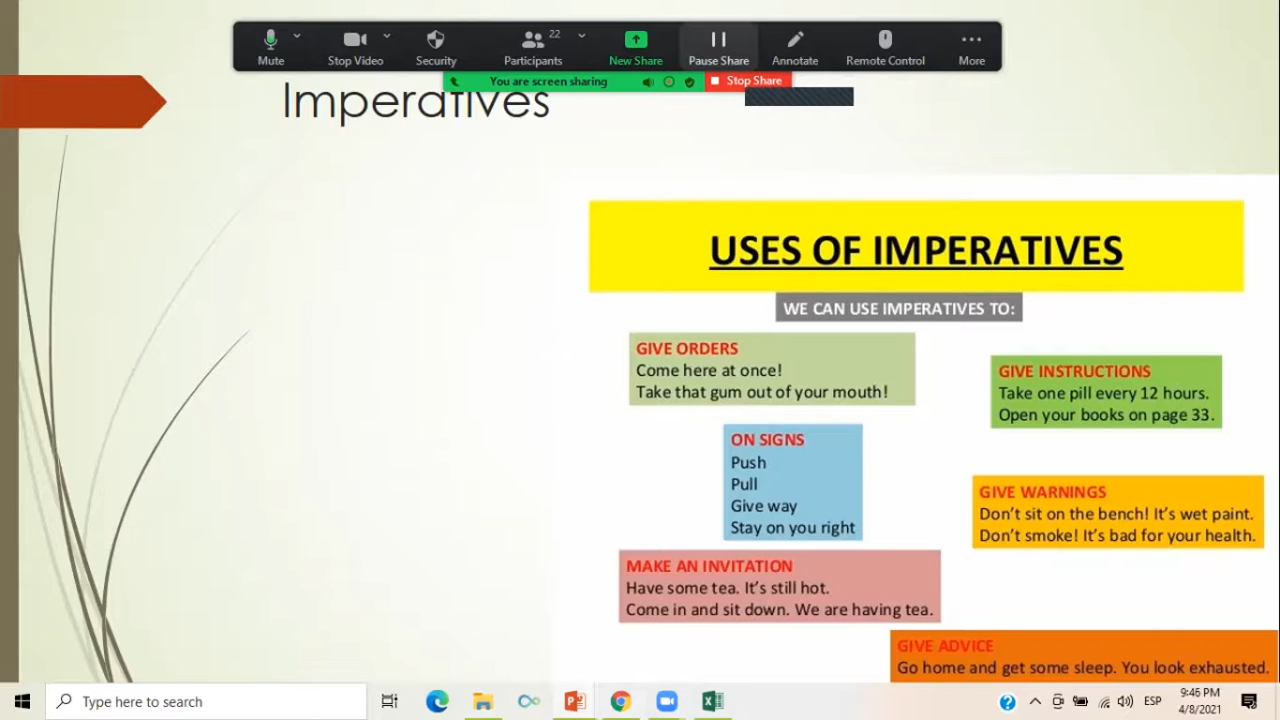 22
Mute
Stop Video
Security
Participants
New Share
Pause Share
Annotate
Remote Control
More
You are screen sharing
Stop Share
Imperatives
USES OF IMPERATIVES
WE CAN USE IMPERATIVES TO:
GIVE ORDERS
Come here at once!
Take that gum out of your mouth!
GIVE INSTRUCTIONS
Take one pill every 12 hours.
Open your books on page 33.
ON SIGNS
Push
Pull
Give way
Stay on you right
GIVE WARNINGS
Don't sit on the bench! It's wet paint.
Don't smoke! It's bad for your health.
MAKE AN INVITATION
Have some tea. It's still hot.
Come in and sit down. We are having tea.
GIVE ADVICE
Go home and get some sleep. You look exhausted.
Type here to search
ESP
9:46 PM
4/8/2021